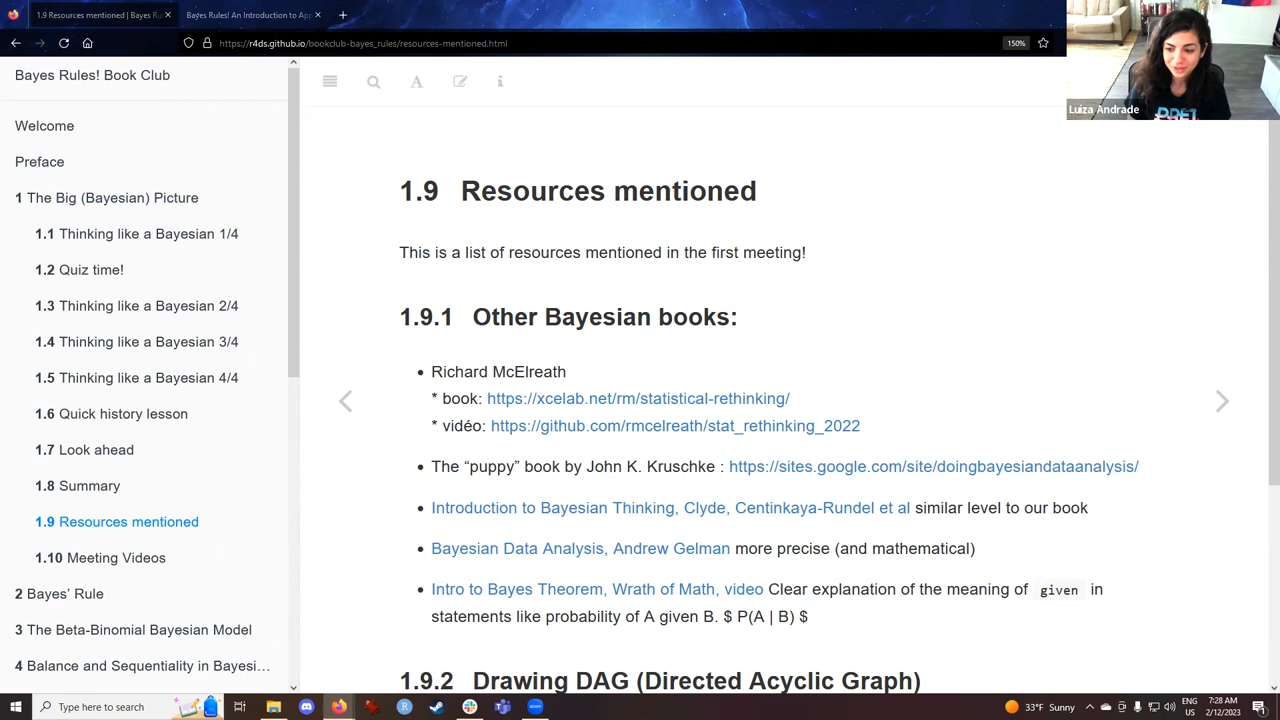 1.9 Resources mentioned | Bayes Ru
Bayes Rules! An Introduction to App
https://r4ds.github.io/bookclub-bayes_rules/resources-mentioned.html
150%
Luiza Andrade
Bayes Rules! Book Club
Welcome
Preface
1 The Big (Bayesian) Picture
1.1 Thinking like a Bayesian 1/4
1.2 Quiz time!
1.3 Thinking like a Bayesian 2/4
1.4 Thinking like a Bayesian 3/4
1.5 Thinking like a Bayesian 4/4
1.6 Quick history lesson
1.7 Look ahead
1.8 Summary
1.9 Resources mentioned
1.10 Meeting Videos
2 Bayes’ Rule
3 The Beta-Binomial Bayesian Model
4 Balance and Sequentiality in Bayesi…
1.9 Resources mentioned
This is a list of resources mentioned in the first meeting!
1.9.1 Other Bayesian books:
• Richard McElreath
* book: https://xcelab.net/rm/statistical-rethinking/
* vidéo: https://github.com/rmcelreath/stat_rethinking_2022
• The “puppy” book by John K. Kruschke : https://sites.google.com/site/doingbayesiandataanalysis/
• Introduction to Bayesian Thinking, Clyde, Centinkaya-Rundel et al similar level to our book
• Bayesian Data Analysis, Andrew Gelman more precise (and mathematical)
• Intro to Bayes Theorem, Wrath of Math, video Clear explanation of the meaning of given in
statements like probability of A given B. $ P(A | B) $
1.9.2 Drawing DAG (Directed Acyclic Graph)
Type here to search
33°F Sunny
ENG
US
7:28 AM
2/12/2023